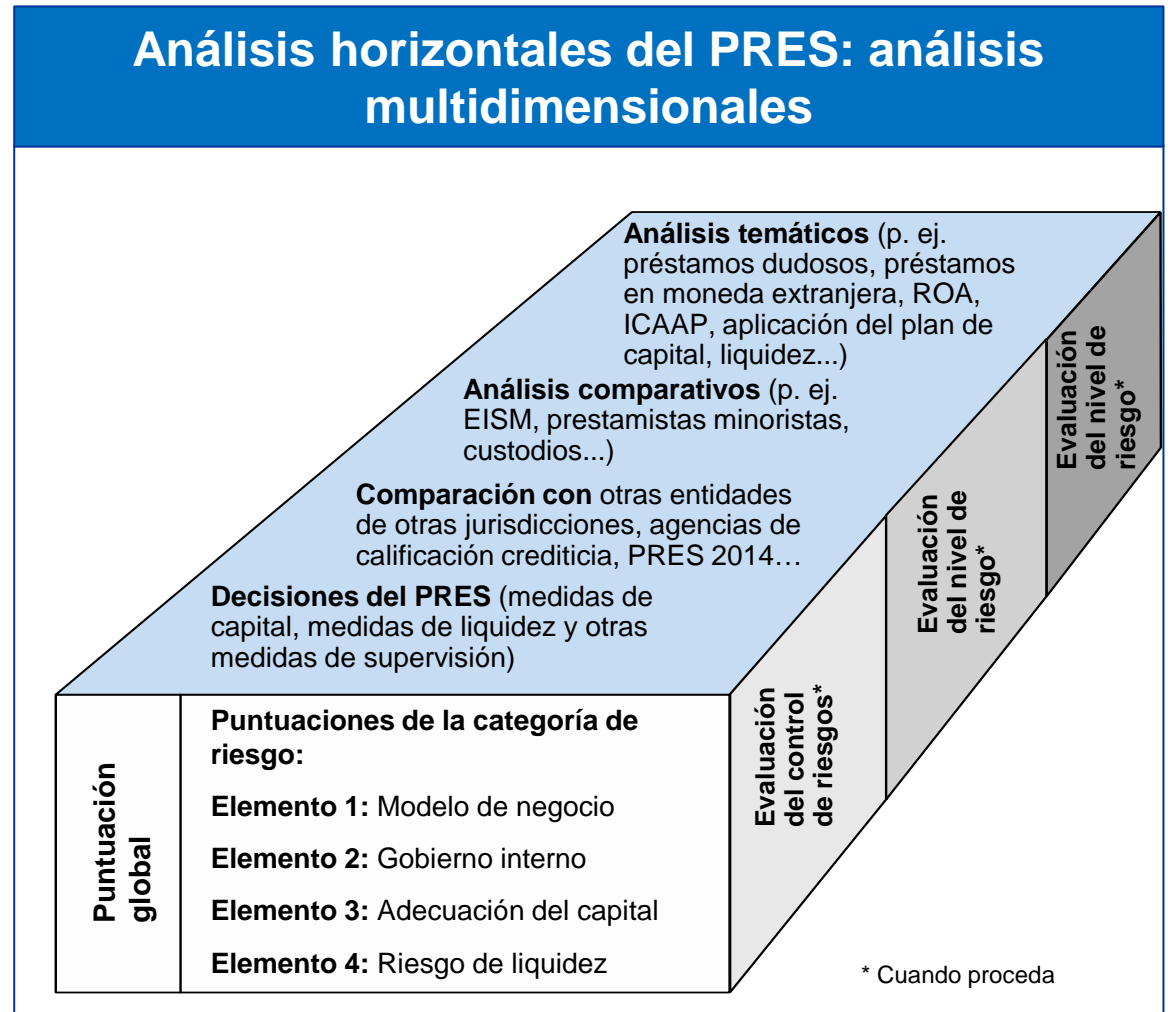 Análisis horizontales del PRES: análisis
multidimensionales
Análisis temáticos (p. ej.
préstamos dudosos, préstamos
en moneda extranjera, ROA,
ICAAP, aplicación del plan de
capital, liquidez...)
Análisis comparativos (p. ej.
EISM, prestamistas minoristas,
custodios...)
Comparación con otras entidades
de otras jurisdicciones, agencias de
calificación crediticia, PRES 2014…
Decisiones del PRES (medidas de
capital, medidas de liquidez y otras
medidas de supervisión)
Puntuación
global
Puntuaciones de la categoría de
riesgo:
Elemento 1: Modelo de negocio
Elemento 2: Gobierno interno
Elemento 3: Adecuación del capital
Elemento 4: Riesgo de liquidez
Evaluación
del control
de riesgos*
Evaluación
del nivel de
riesgo*
Evaluación
del nivel de
riesgo*
* Cuando proceda